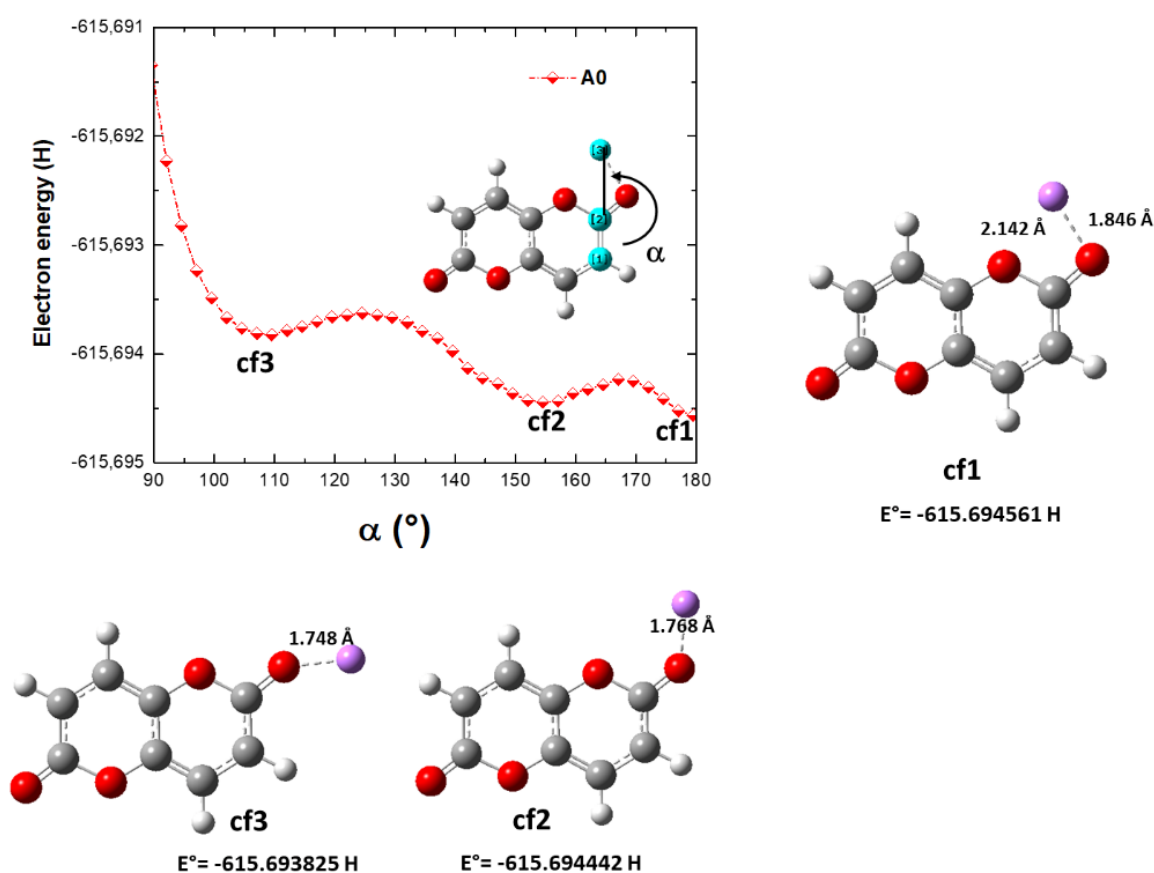 -615,691
-615,692
-615,693
-615,694
-615,695
Electron energy (H)
A0
[3]
[2]
[1]
α
cf3
cf2
cf1
90 100 110 120 130 140 150 160 170 180
α (°)
2.142 Å
1.846 Å
cf1
E°= -615.694561 H
1.748 Å
cf3
E°= -615.693825 H
1.768 Å
cf2
E°= -615.694442 H